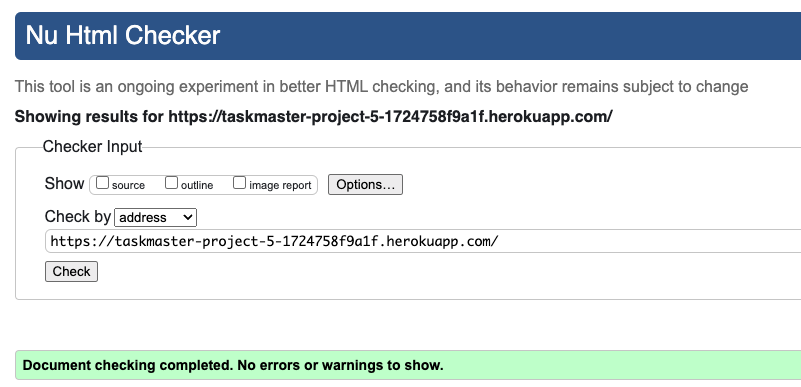 Nu Html Checker
This tool is an ongoing experiment in better HTML checking, and its behavior remains subject to change
Showing results for https://taskmaster-project-5-1724758f9a1f.herokuapp.com/
Checker Input
Show source outline image report Options...
Check by address
https://taskmaster-project-5-1724758f9a1f.herokuapp.com/
Check
Document checking completed. No errors or warnings to show.